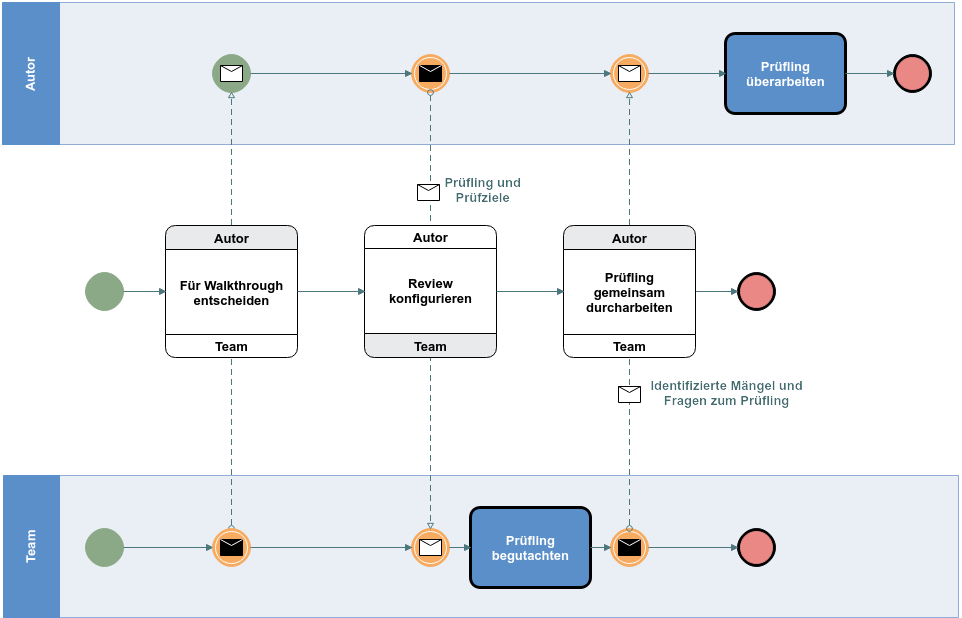 Autor
Prüfling
überarbeiten
Prüfling und
Prüfziele
Autor
Für Walkthrough
entscheiden
Team
Autor
Review
konfigurieren
Team
Autor
Prüfling
gemeinsam
durcharbeiten
Team
Identifizierte Mängel und
Fragen zum Prüfling
Team
Prüfling
begutachten